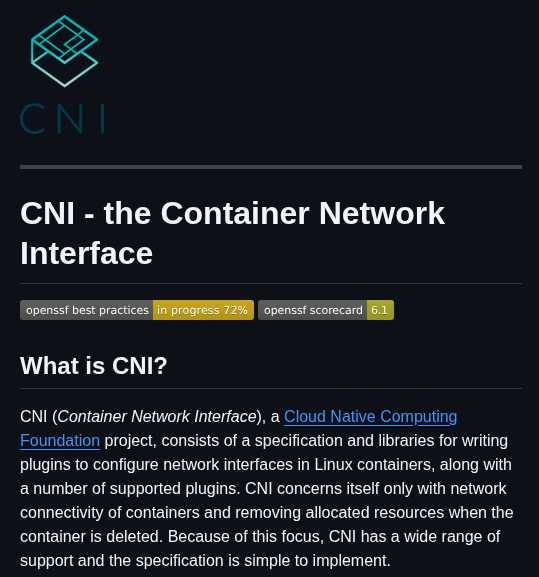 CNI
CNI - the Container Network
Interface
openssf best practices in progress 72% openssf scorecard 6.1
What is CNI?
CNI (Container Network Interface), a Cloud Native Computing
Foundation project, consists of a specification and libraries for writing
plugins to configure network interfaces in Linux containers, along with
a number of supported plugins. CNI concerns itself only with network
connectivity of containers and removing allocated resources when the
container is deleted. Because of this focus, CNI has a wide range of
support and the specification is simple to implement.